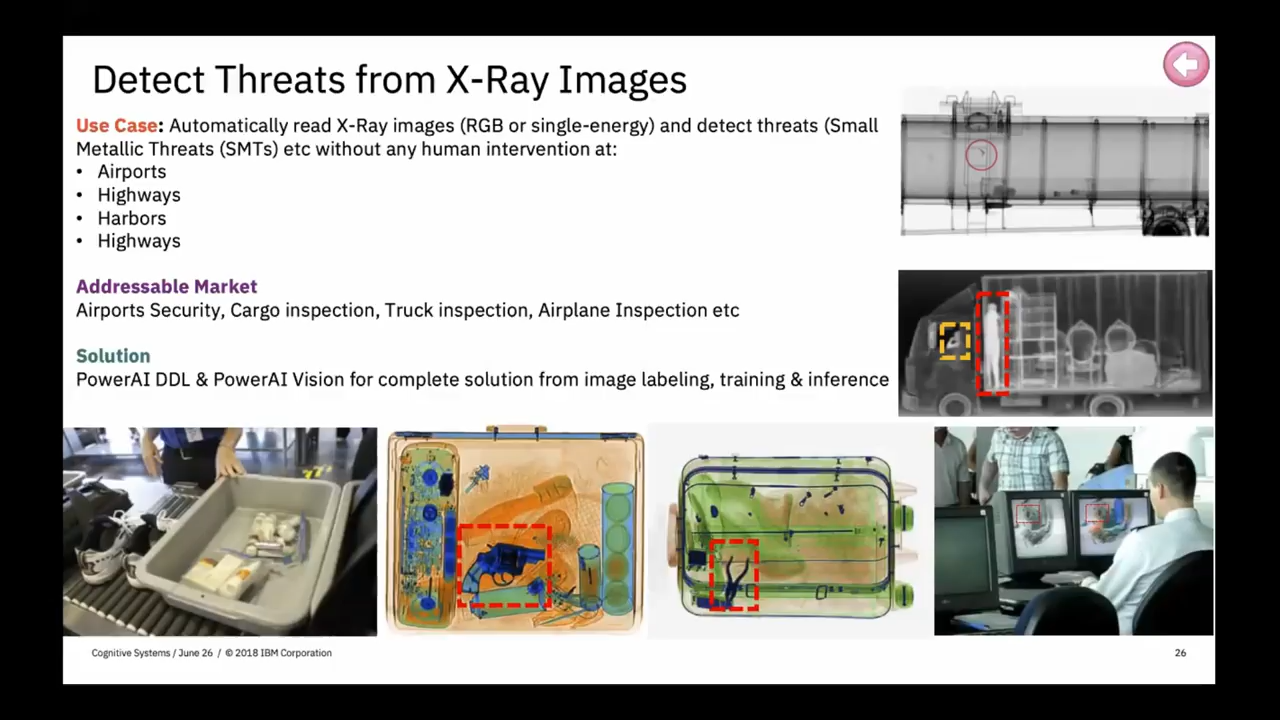 Detect Threats from X-Ray Images
Use Case: Automatically read X-Ray images (RGB or single-energy) and detect threats (Small
Metallic Threats (SMTs) etc without any human intervention at:
• Airports
• Highways
• Harbors
• Highways
Addressable Market
Airports Security, Cargo inspection, Truck inspection, Airplane Inspection etc
Solution
PowerAI DDL & PowerAI Vision for complete solution from image labeling, training & inference
Cognitive Systems / June 26 / © 2018 IBM Corporation
26